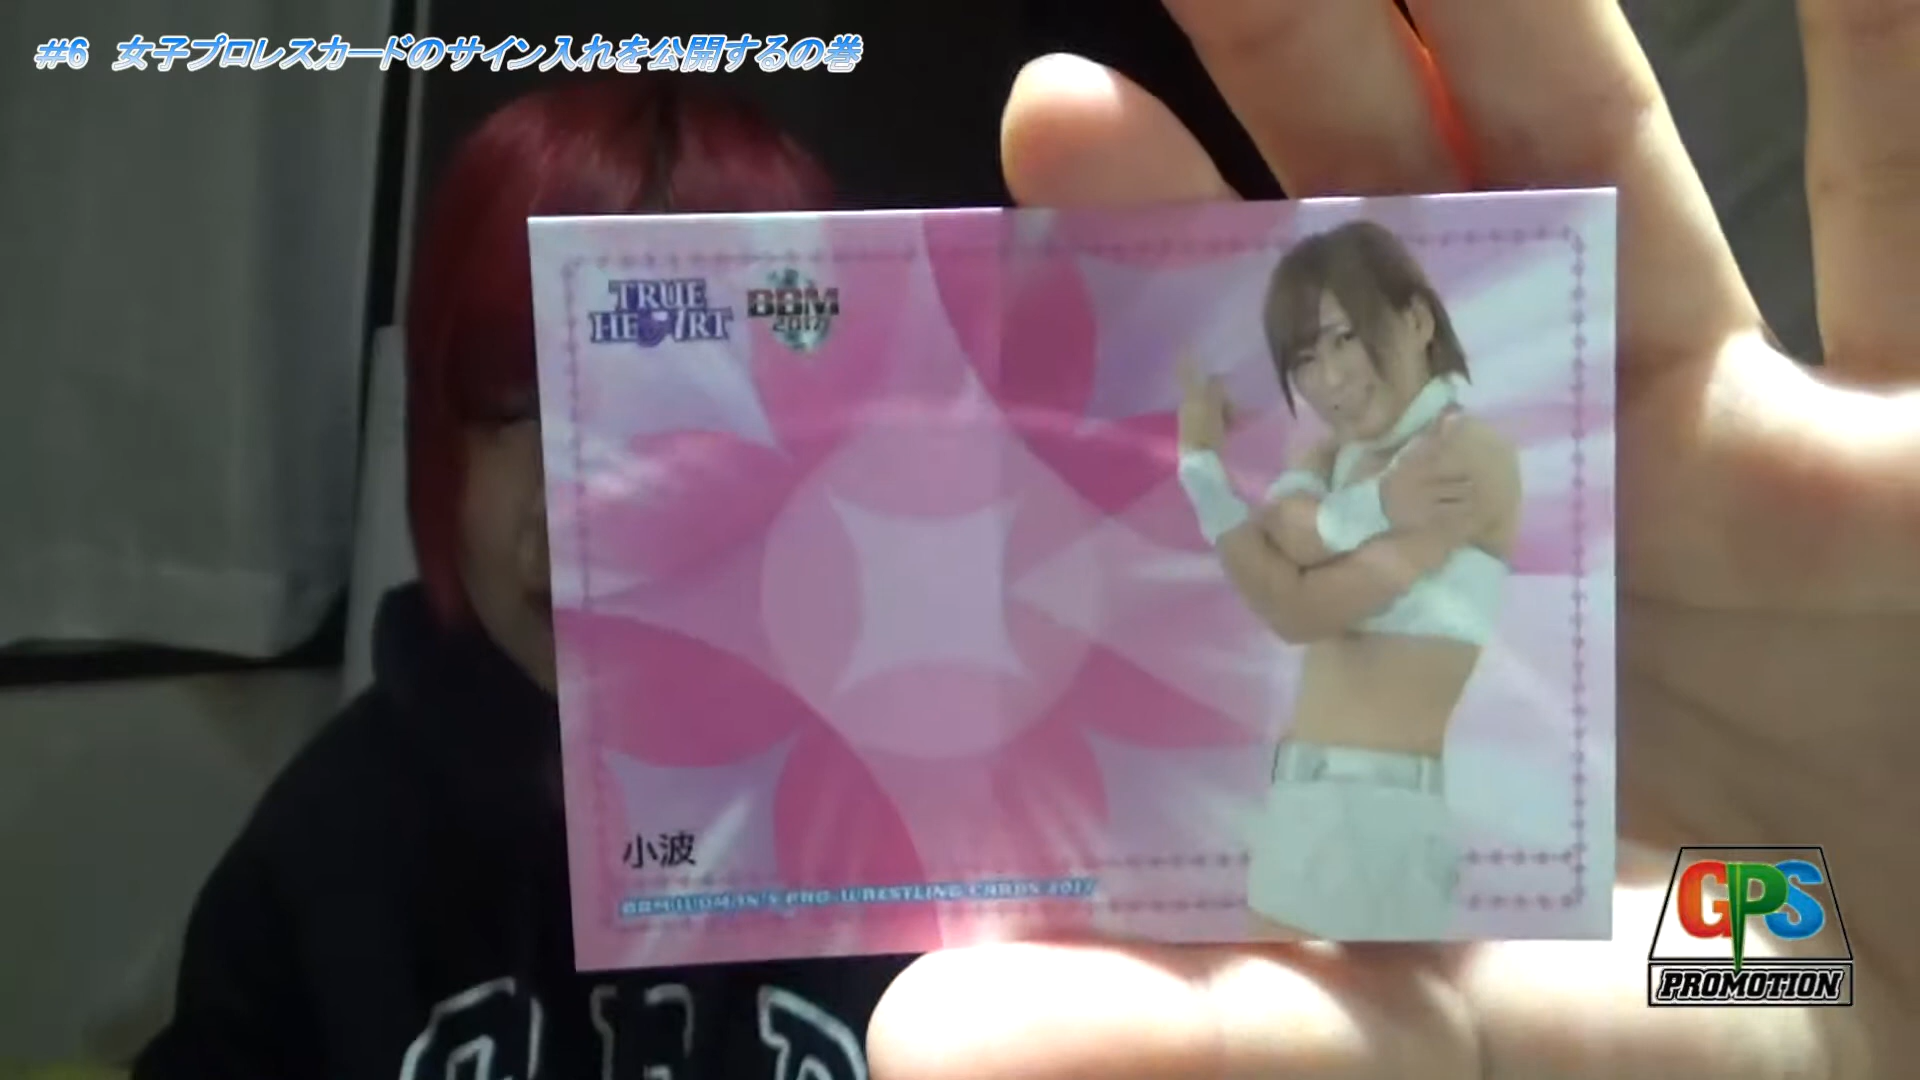 #6 女子プロレスカードのサイン入れを公開するの巻
TRUE
HEART
BBM
2017
小波
BBM WOMAN'S PRO-WRESTLING CARDS 2017
GPS
PROMOTION